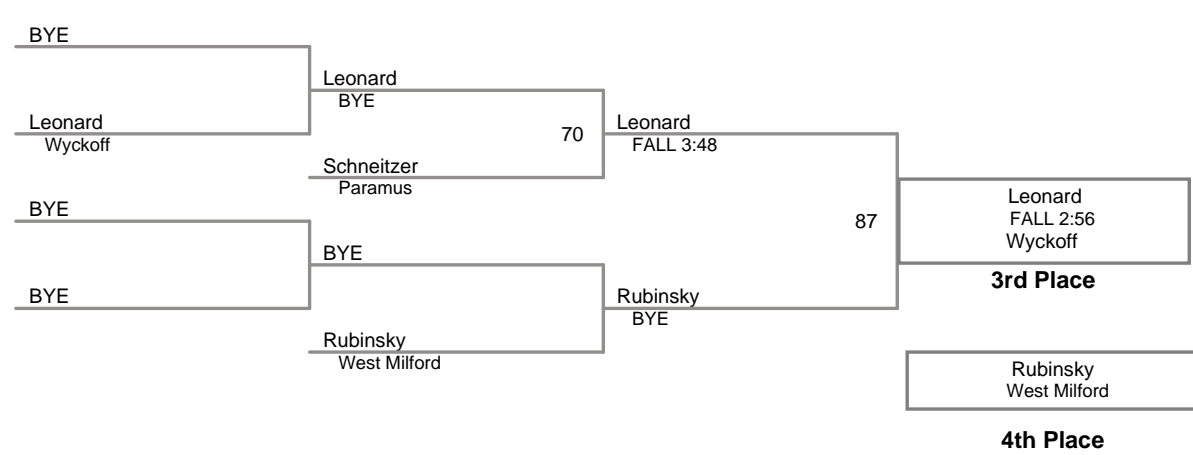 BYE
Leonard
BYE
Leonard
Wyckoff
70
Leonard
FALL 3:48
Schneitzer
Paramus
Leonard
FALL 2:56
Wyckoff
BYE
87
BYE
3rd Place
BYE
Rubinsky
BYE
Rubinsky
West Milford
Rubinsky
West Milford
4th Place